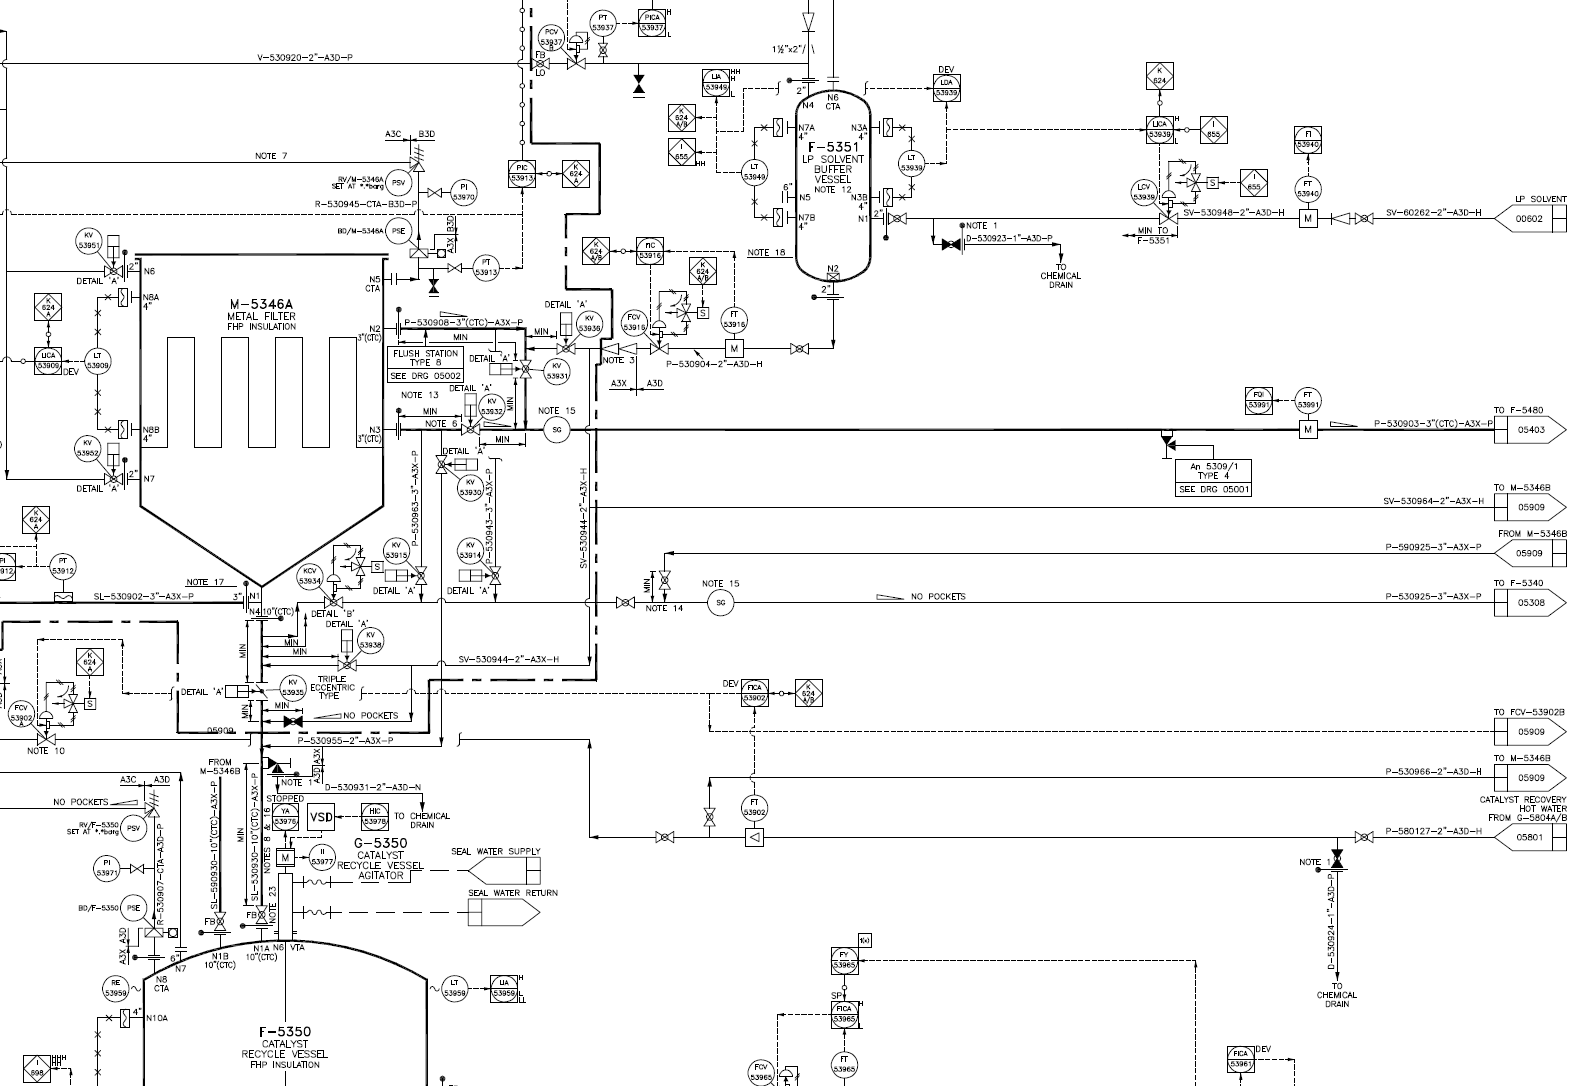 PT
53937
PICA
53937
H
L
PCV
53937
B
FB
LO
V-530920-2"-A3D-P
1½"x2"
NOTE 7
A3C
B3D
RV/M-5346A
SET AT *.*barg
PSV
PI
53970
R-530945-CTA-B3D-P
BD/M-5346A
PSE
A3X
B3D
PT
53913
PIC
53913
K
624
A
KV
53951
DETAIL 'A'
2"
N6
N8A
4"
K
624
A
LICA
53909
DEV
LT
53909
M-5346A
METAL FILTER
FHP INSULATION
N5
CTA
N2
3"(CTC)
N8B
4"
KV
53952
2"
N7
DETAIL 'A'
N3
3"(CTC)
P-530908-3"(CTC)-A3X-P
MIN
FLUSH STATION
TYPE 8
SEE DRG 05002
MIN
DETAIL 'A'
KV
53936
DETAIL 'A'
KV
53931
NOTE 13
MIN
NOTE 6
DETAIL 'A'
KV
53932
MIN
MIN
NOTE 15
SG
DETAIL 'A'
KV
53930
LIA
53949
HH
H
L
K
624
A/B
I
655
HH
LT
53949
N7A
4"
6"
N5
N7B
4"
2"
N4
N6
CTA
F-5351
LP SOLVENT
BUFFER
VESSEL
NOTE 12
N3A
4"
N3B
4"
N1
2"
N2
2"
NOTE 18
DEV
LDA
53939
LT
53939
K
624
LICA
53939
H
L
I
655
FI
53940
FT
53940
M
LCV
53939
S
I
655
SV-530948-2"-A3D-H
SV-60262-2"-A3D-H
LP SOLVENT
00602
MIN TO
F-5351
NOTE 1
D-530923-1"-A3D-P
TO
CHEMICAL
DRAIN
K
624
A/B
FIC
53916
K
624
A/B
S
FCV
53916
FT
53916
M
NOTE 3
A3X
A3D
P-530904-2"-A3D-H
FQI
53991
FT
53991
M
P-530903-3"(CTC)-A3X-P
TO F-5480
05403
An 5309/1
TYPE 4
SEE DRG 05001
P-530963-3"-A3X-P
P-530943-3"-A3X-P
SV-530944-2"-A3X-H
SV-530964-2"-A3X-H
TO M-5346B
05909
P-590925-3"-A3X-P
FROM M-5346B
05909
P-530925-3"-A3X-P
TO F-5340
05308
K
624
A
PI
PT
53912
NOTE 17
SL-530902-3"-A3X-P
3"
N1
N4
10"(CTC)
KCV
53934
S
DETAIL 'B'
KV
53915
DETAIL 'A'
KV
53914
DETAIL 'A'
MIN
NOTE 14
NOTE 15
SG
NO POCKETS
MIN
MIN
MIN
DETAIL 'A'
KV
53938
SV-530944-2"-A3X-H
DETAIL 'A'
KV
53935
TRIPLE
ECCENTRIC
TYPE
MIN
NO POCKETS
K
624
A
S
FCV
53902
A
NOTE 10
05909
P-530955-2"-A3X-P
DEV
FICA
53902
K
624
A/B
TO FCV-53902B
05909
P-530966-2"-A3D-H
TO M-5346B
05909
CATALYST RECOVERY
HOT WATER
FROM G-5804A/B
P-580127-2"-A3D-H
05801
FT
53902
NOTE 1
D-530924-1"-A3D-P
TO
CHEMICAL
DRAIN
A3D
A3X
NOTE 1
D-530931-2"-A3D-N
TO CHEMICAL
DRAIN
FROM
M-5346B
SL-590930-10"(CTC)-A3X-P
SL-530930-10"(CTC)-A3X-P
MIN
NOTES 8 & 16
NOTE 23
A3C
A3D
NO POCKETS
RV/F-5350
SET AT *.*barg
PSV
PI
53971
R-530907-CTA-A3D-P
BD/F-5350
PSE
A3X
A3D
STOPPED
YA
53976
VSD
HIC
53978
M
II
53977
G-5350
CATALYST
RECYCLE VESSEL
AGITATOR
SEAL WATER SUPPLY
SEAL WATER RETURN
FB
FB
6"
N7
N8
CTA
N1B
10"(CTC)
N1A
10"(CTC)
N6
VTA
RE
53959
4"
N10A
F-5350
CATALYST
RECYCLE VESSEL
FHP INSULATION
I
698
HHH
HH
LT
53959
LIA
53959
H
L
LL
f(x)
FY
53965
SP
FICA
53965
H
L
FT
53965
FCV
53965
FICA
53961
DEV